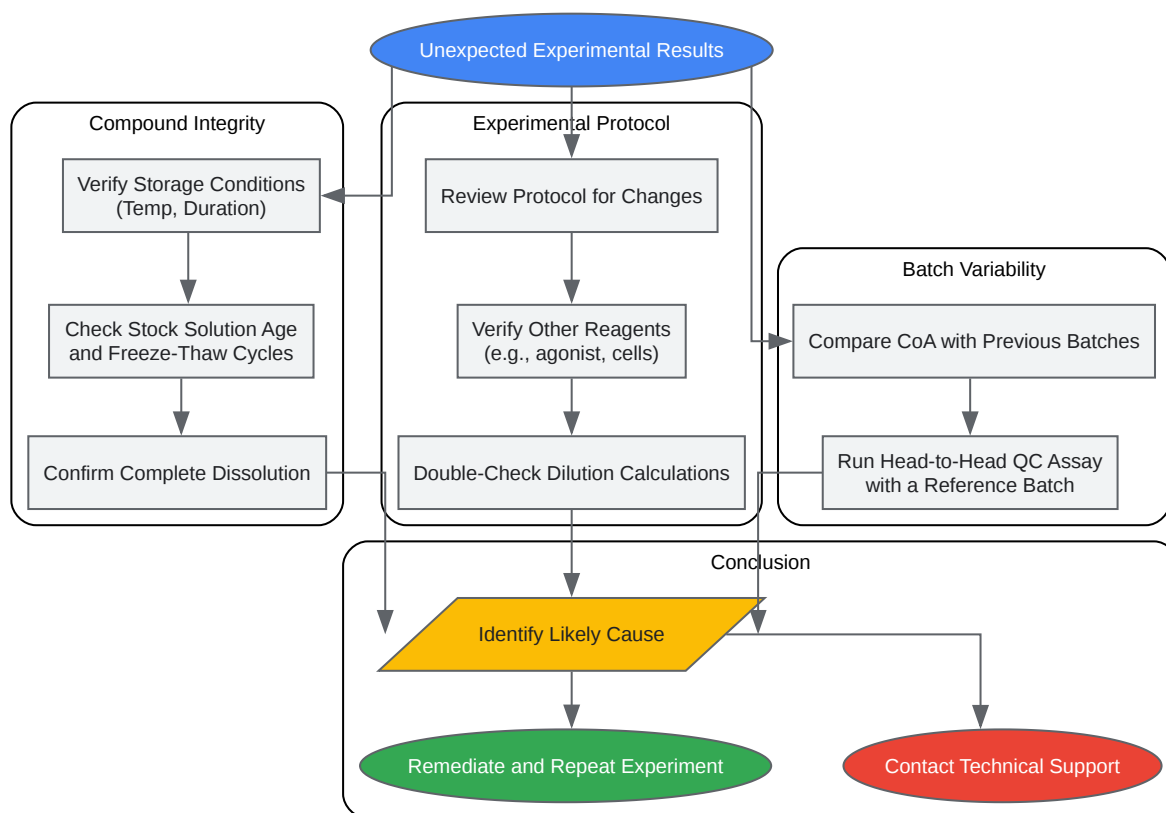 Unexpected Experimental Results
Compound Integrity
Verify Storage Conditions
(Temp, Duration)
Check Stock Solution Age
and Freeze-Thaw Cycles
Confirm Complete Dissolution
Experimental Protocol
Review Protocol for Changes
Verify Other Reagents
(e.g., agonist, cells)
Double-Check Dilution Calculations
Batch Variability
Compare CoA with Previous Batches
Run Head-to-Head QC Assay
with a Reference Batch
Conclusion
Identify Likely Cause
Remediate and Repeat Experiment
Contact Technical Support